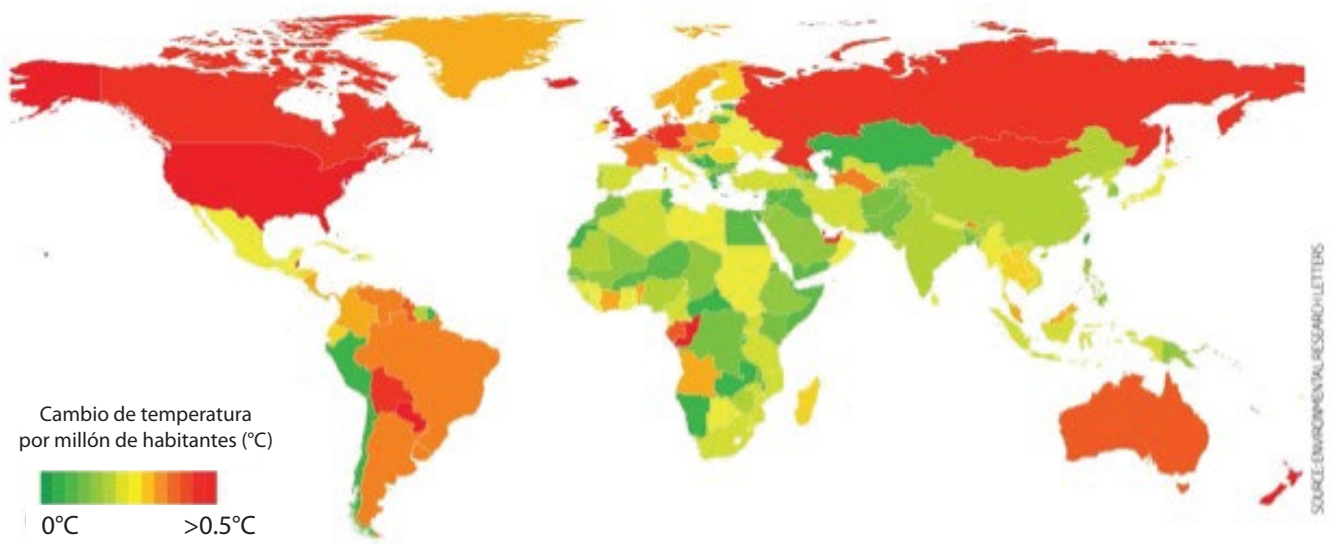 Cambio de temperatura
por millón de habitantes (°C)
0°C >0.5°C
SOURCE: ENVIRONMENTAL RESEARCH LETTERS